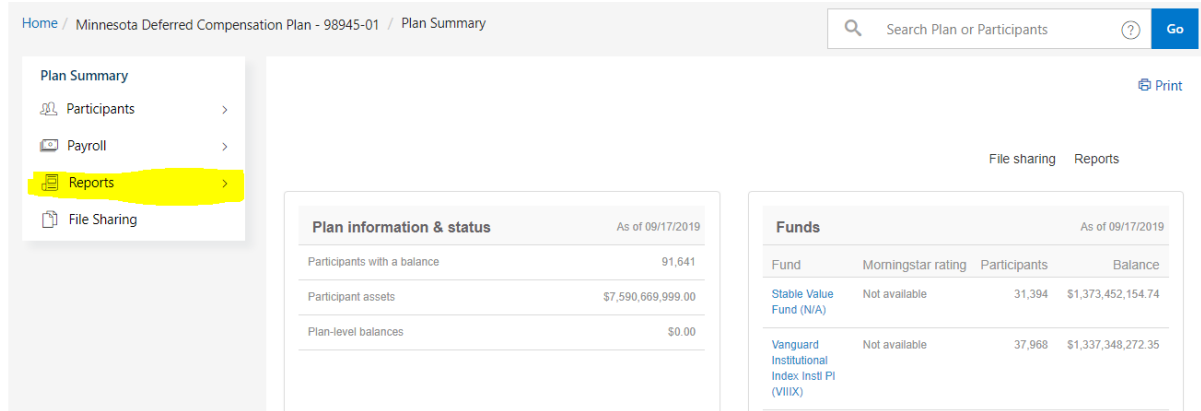 Home / Minnesota Deferred Compensation Plan - 98945-01 / Plan Summary
Search Plan or Participants
?
Go
Plan Summary
Participants
Payroll
Reports
File Sharing
Print
File sharing Reports
Plan information & status As of 09/17/2019
Participants with a balance 91,641
Participant assets $7,590,669,999.00
Plan-level balances $0.00
Funds As of 09/17/2019
Fund Morningstar rating Participants Balance
Stable Value Not available 31,394 $1,373,452,154.74
Fund (N/A)
Vanguard Not available 37,968 $1,337,348,272.35
Institutional
Index Instl Pl
(VIIIX)